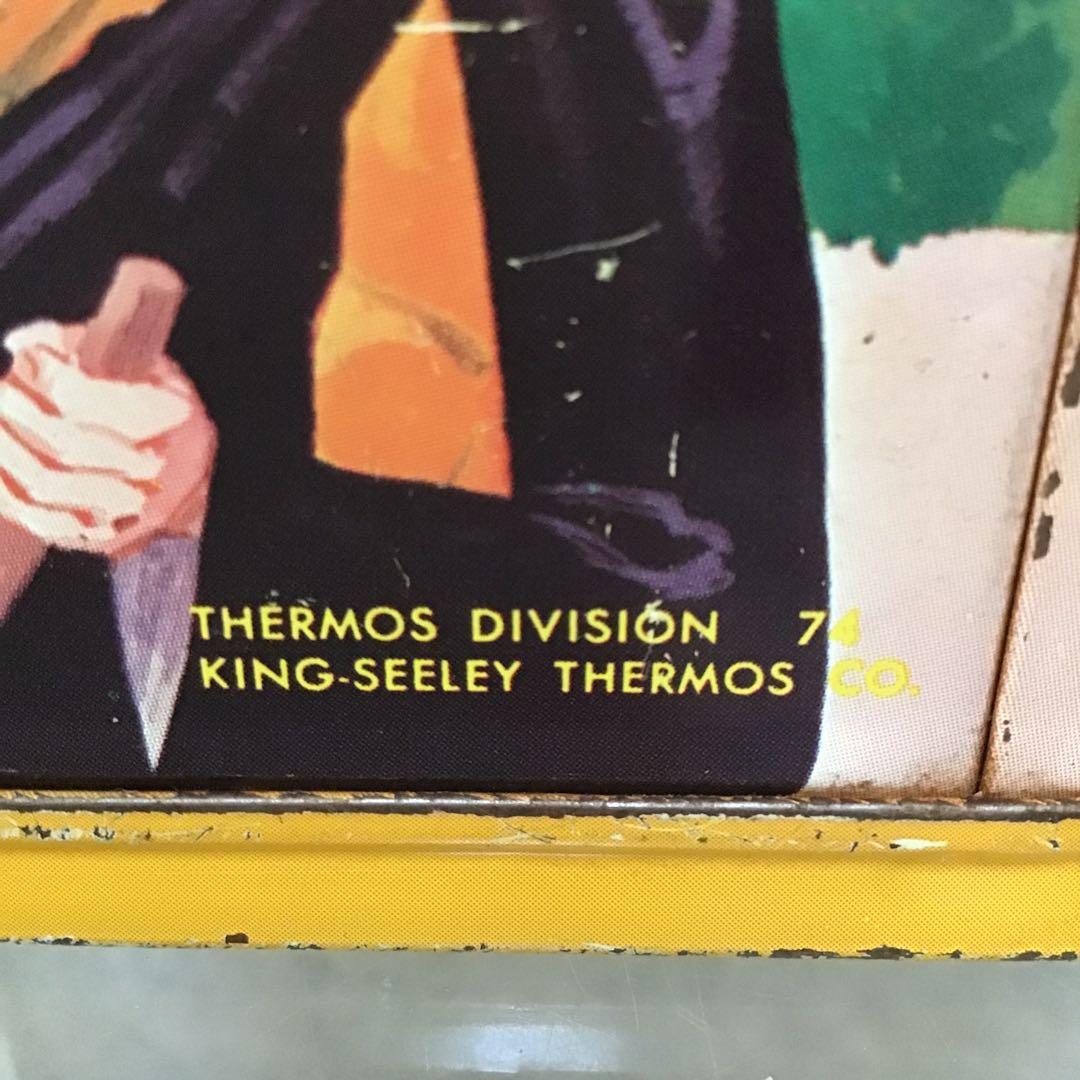 THERMOS DIVISION 74
KING-SEELEY THERMOS CO.